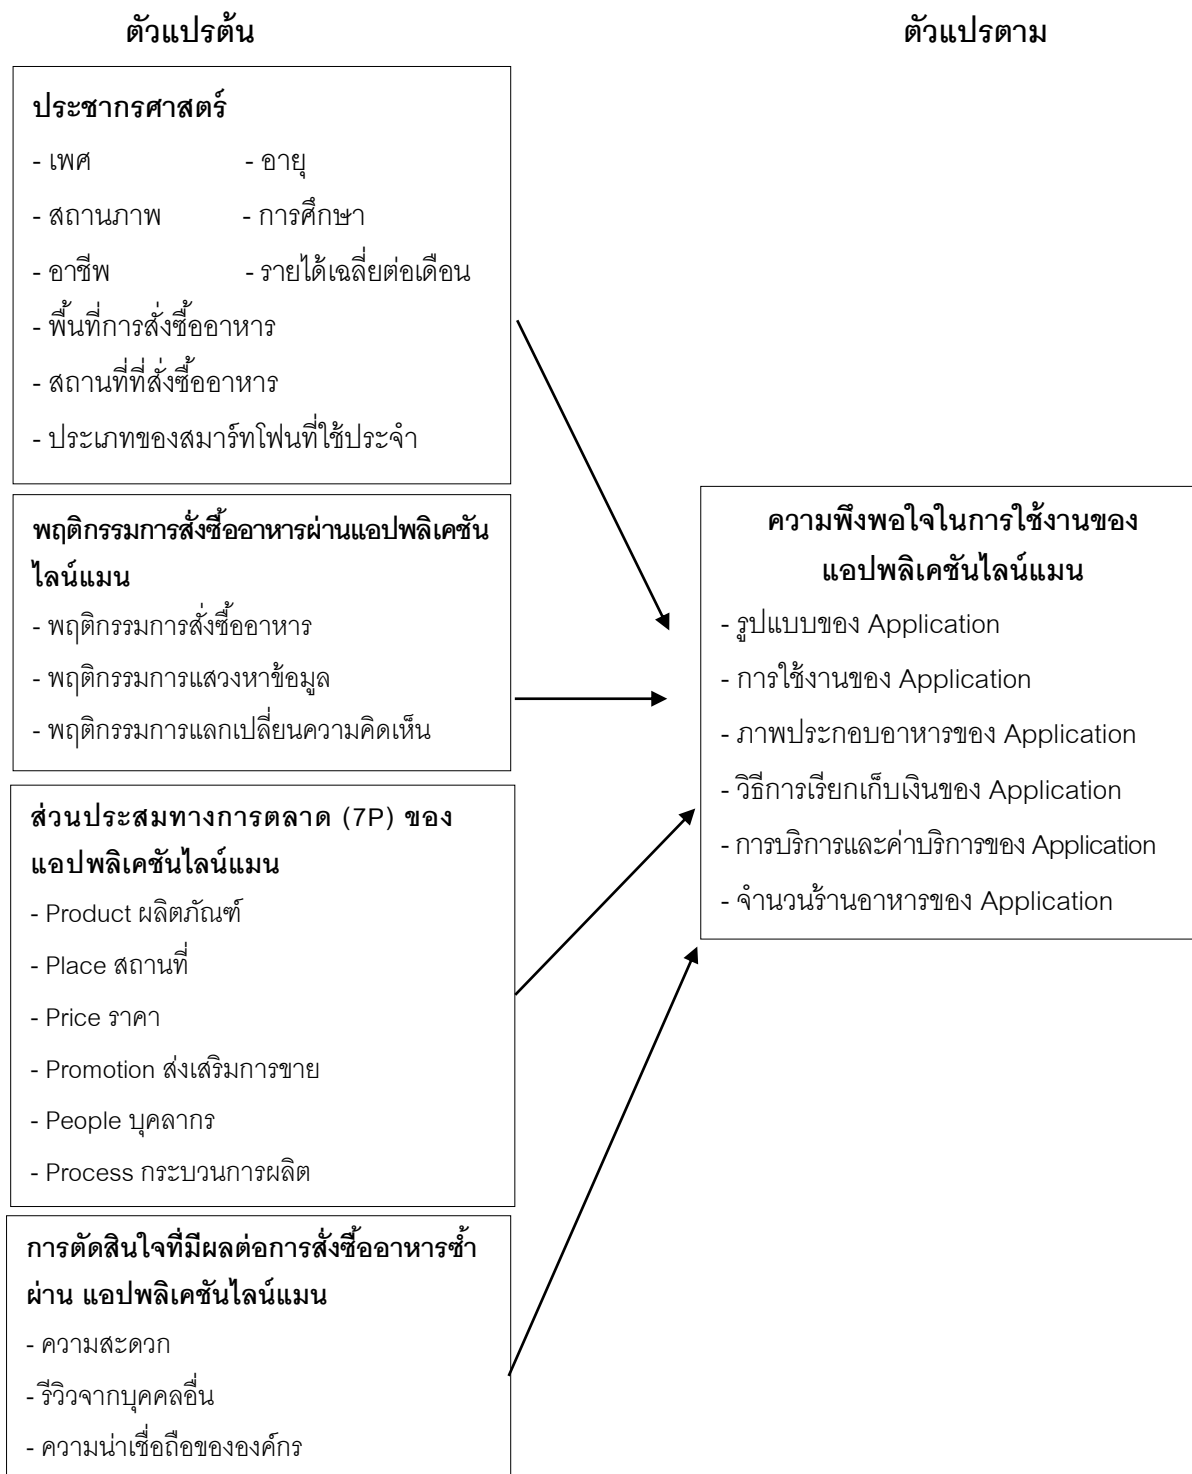 ตัวแปรต้น
ตัวแปรตาม
ประชากรศาสตร์
- เพศ - อายุ
- สถานภาพ - การศึกษา
- อาชีพ - รายได้เฉลี่ยต่อเดือน
- พื้นที่การสั่งซื้ออาหาร
- สถานที่ที่สั่งซื้ออาหาร
- ประเภทของสมาร์ทโฟนที่ใช้ประจำ
พฤติกรรมการสั่งซื้ออาหารผ่านแอปพลิเคชัน
ไลน์แมน
- พฤติกรรมการสั่งซื้ออาหาร
- พฤติกรรมการแสวงหาข้อมูล
- พฤติกรรมการแลกเปลี่ยนความคิดเห็น
ส่วนประสมทางการตลาด (7P) ของ
แอปพลิเคชันไลน์แมน
- Product ผลิตภัณฑ์
- Place สถานที่
- Price ราคา
- Promotion ส่งเสริมการขาย
- People บุคลากร
- Process กระบวนการผลิต
การตัดสินใจที่มีผลต่อการสั่งซื้ออาหารซ้ำ
ผ่าน แอปพลิเคชันไลน์แมน
- ความสะดวก
- รีวิวจากบุคคลอื่น
- ความน่าเชื่อถือขององค์กร
ความพึงพอใจในการใช้งานของ
แอปพลิเคชันไลน์แมน
- รูปแบบของ Application
- การใช้งานของ Application
- ภาพประกอบอาหารของ Application
- วิธีการเรียกเก็บเงินของ Application
- การบริการและค่าบริการของ Application
- จำนวนร้านอาหารของ Application